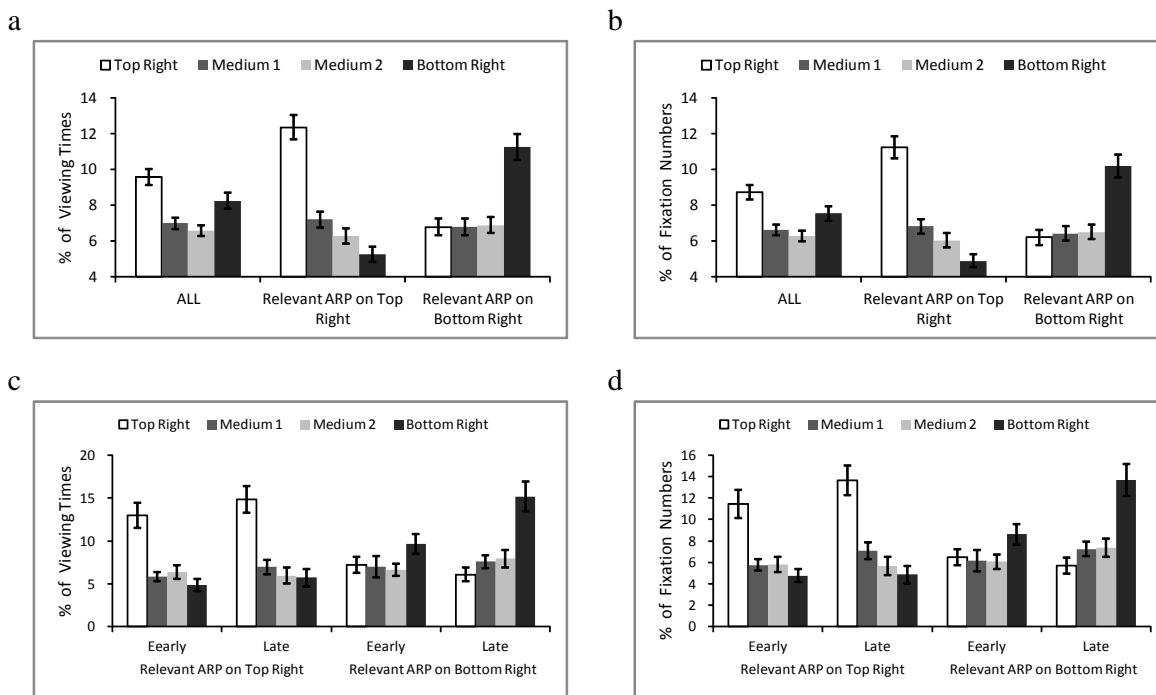 a
Top Right Medium 1 Medium 2 Bottom Right
% of Viewing Times
14
12
10
8
6
4
ALL
Relevant ARP on Top Right
Relevant ARP on Bottom Right
b
Top Right Medium 1 Medium 2 Bottom Right
% of Fixation Numbers
14
12
10
8
6
4
ALL
Relevant ARP on Top Right
Relevant ARP on Bottom Right
c
Top Right Medium 1 Medium 2 Bottom Right
% of Viewing Times
20
15
10
5
0
Eearly Late Eearly Late
Relevant ARP on Top Right Relevant ARP on Bottom Right
d
Top Right Medium 1 Medium 2 Bottom Right
% of Fixation Numbers
16
14
12
10
8
6
4
2
0
Eearly Late Eearly Late
Relevant ARP on Top Right Relevant ARP on Bottom Right